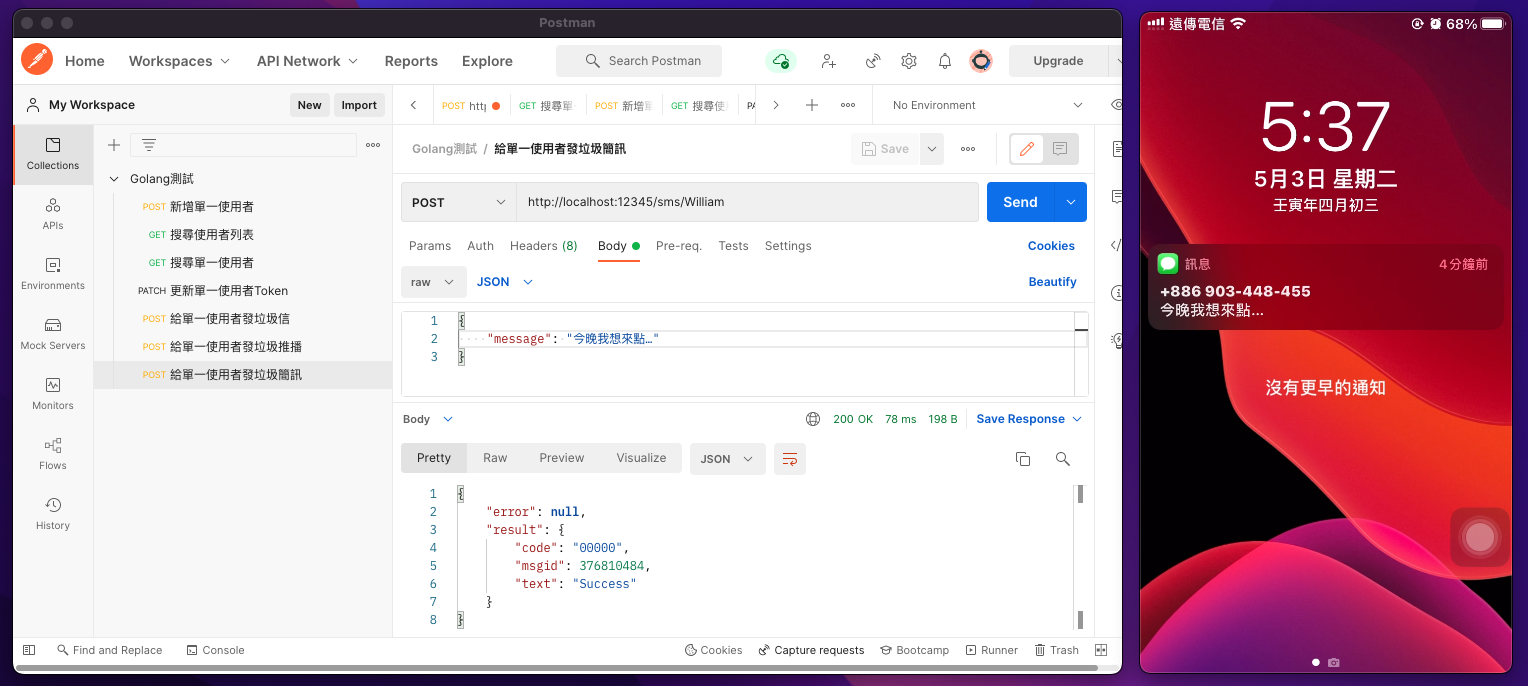 Postman
Home Workspaces API Network Reports Explore Search Postman Upgrade
My Workspace New Import
POST http GET 搜尋單 POST 新增單 GET 搜尋使 No Environment
Collections
APIs
Environments
Mock Servers
Monitors
Flows
History
Golang測試
POST 新增單一使用者
GET 搜尋使用者列表
GET 搜尋單一使用者
PATCH 更新單一使用者Token
POST 給單一使用者發垃圾信
POST 給單一使用者發垃圾推播
POST 給單一使用者發垃圾簡訊
Golang測試 / 給單一使用者發垃圾簡訊 Save
POST http://localhost:12345/sms/William Send
Params Auth Headers (8) Body Pre-req. Tests Settings Cookies
raw JSON Beautify
1 {
2 "message": "今晚我想來點…"
3 }
Body 200 OK 78 ms 198 B Save Response
Pretty Raw Preview Visualize JSON
1 {
2 "error": null,
3 "result": {
4 "code": "00000",
5 "msgid": 376810484,
6 "text": "Success"
7 }
8 }
Find and Replace Console Cookies Capture requests Bootcamp Runner Trash
遠傳電信 68%
5:37
5月3日 星期二
壬寅年四月初三
訊息 4分鐘前
+886 903-448-455
今晚我想來點...
沒有更早的通知